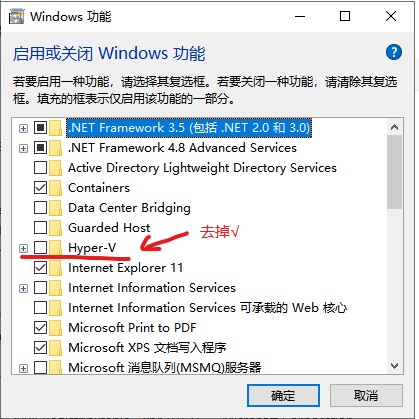 Windows 功能
启用或关闭 Windows 功能
若要启用一种功能，请选择其复选框。若要关闭一种功能，请清除其复选
框。填充的框表示仅启用该功能的一部分。
.NET Framework 3.5 (包括 .NET 2.0 和 3.0)
.NET Framework 4.8 Advanced Services
Active Directory Lightweight Directory Services
Containers
Data Center Bridging
Guarded Host
去掉√
Hyper-V
Internet Explorer 11
Internet Information Services
Internet Information Services 可承载的 Web 核心
Microsoft Print to PDF
Microsoft XPS 文档写入程序
Microsoft 消息队列(MSMQ)服务器
确定
取消